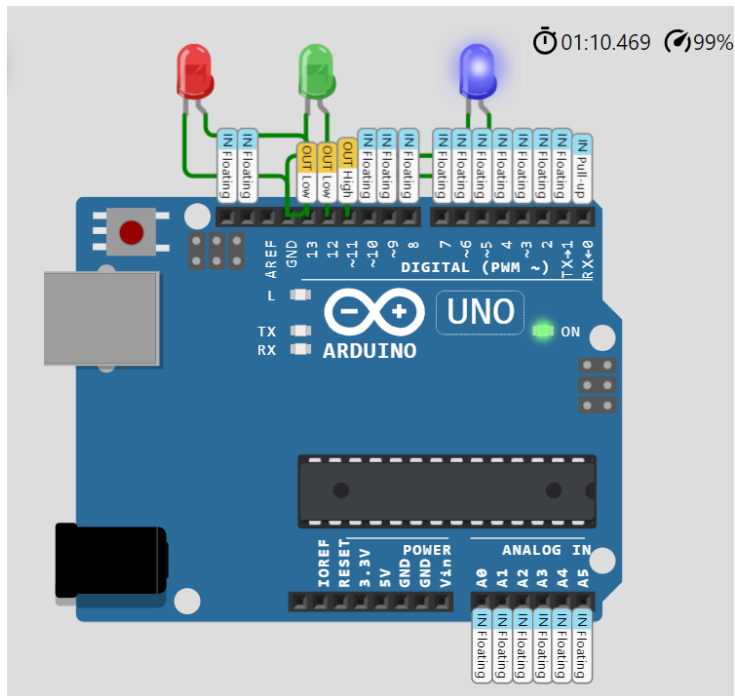 01:10.469 99%
IN Floating
IN Floating
OUT Low
OUT Low
OUT High
IN Floating
IN Floating
IN Floating
IN Floating
IN Floating
IN Floating
IN Floating
IN Floating
IN Floating
IN Floating
IN Pull-up
AREF
GND
13
12
~11
~10
~9
8
7
~6
~5
4
~3
2
TX→1
RX←0
DIGITAL (PWM ~)
L
TX
RX
ARDUINO
UNO
ON
IOREF
RESET
3.3V
5V
GND
GND
Vin
POWER
ANALOG IN
A0
A1
A2
A3
A4
A5
IN Floating
IN Floating
IN Floating
IN Floating
IN Floating
IN Floating